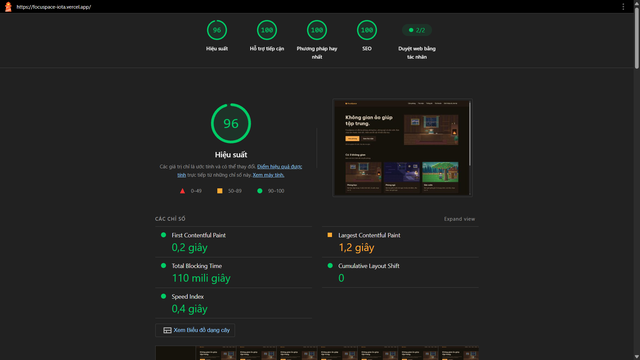 https://focuspace-iota.vercel.app/
96
100
100
100
2/2
Hiệu suất
Hỗ trợ tiếp cận
Phương pháp hay
nhất
SEO
Duyệt web bằng
tác nhân
96
Hiệu suất
Các giá trị chỉ là ước tính và có thể thay đổi. Điểm hiệu quả được
tính trực tiếp từ những chỉ số này. Xem máy tính.
0–49
50–89
90–100
Không gian ảo giúp
tập trung.
CÁC CHỈ SỐ
Expand view
First Contentful Paint
0,2 giây
Largest Contentful Paint
1,2 giây
Total Blocking Time
110 mili giây
Cumulative Layout Shift
0
Speed Index
0,4 giây
Xem Biểu đồ dạng cây